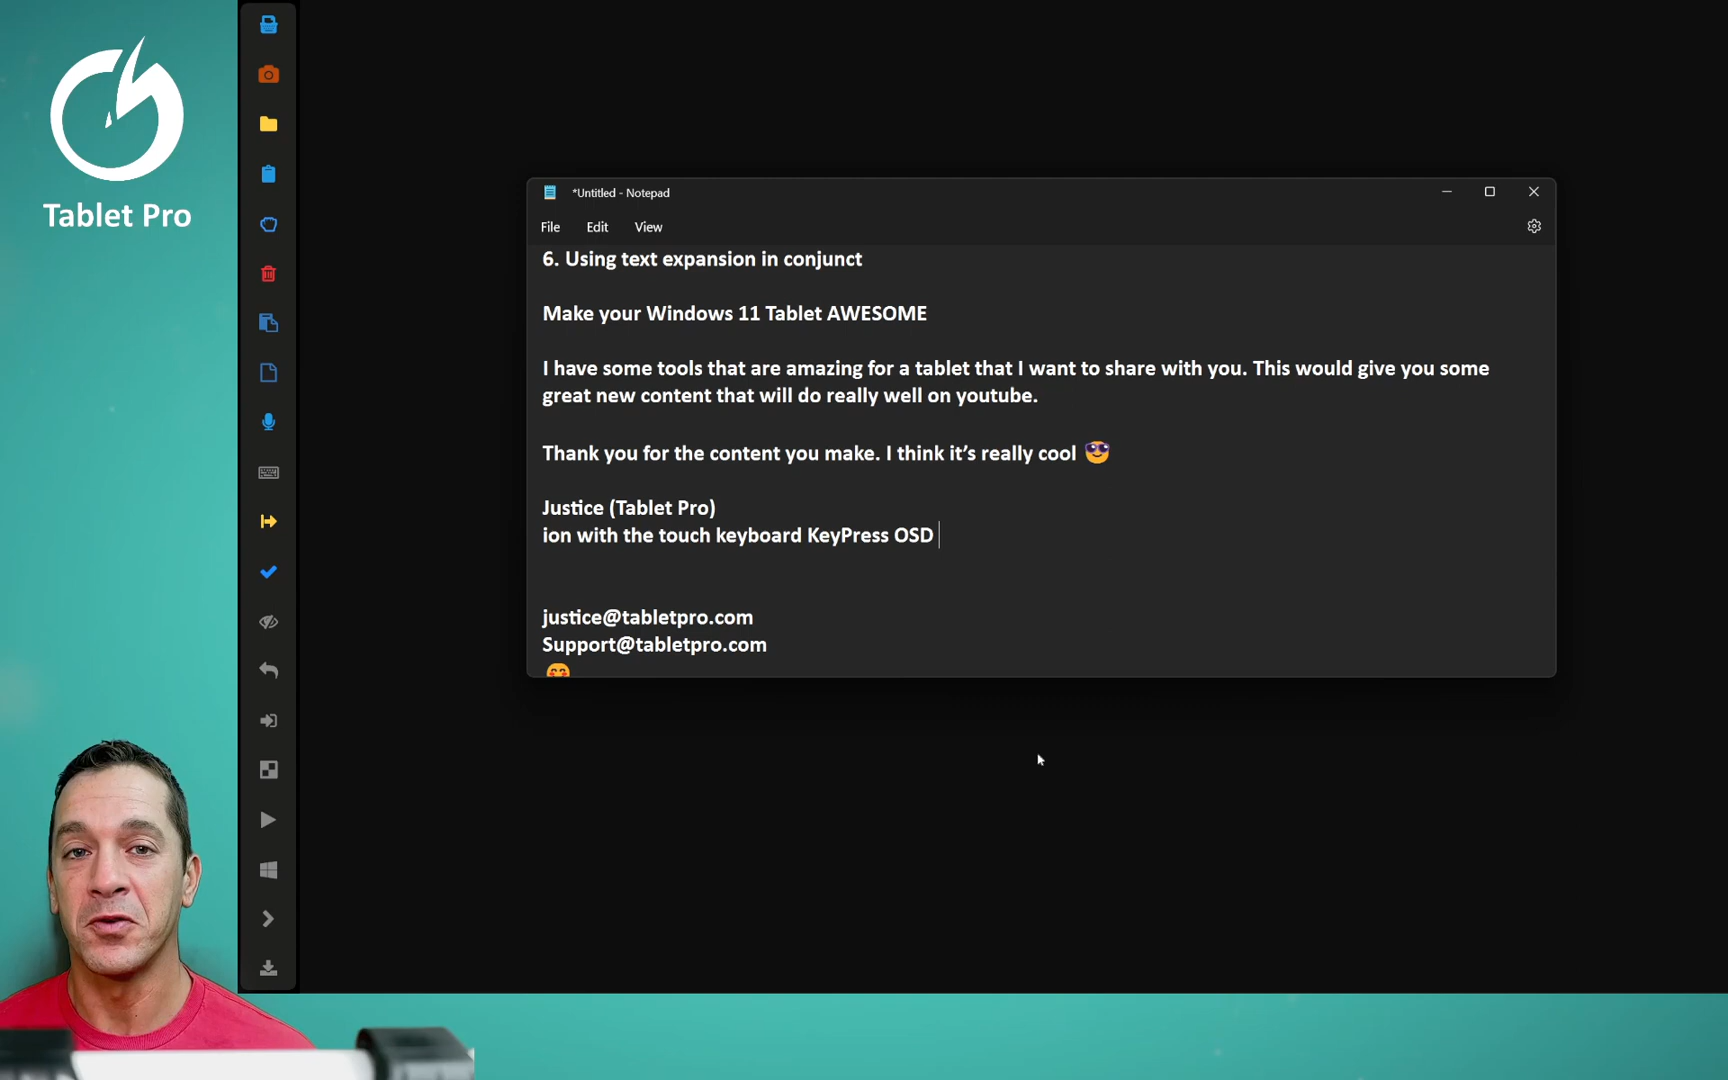 Tablet Pro
*Untitled - Notepad
File Edit View
6. Using text expansion in conjunct
Make your Windows 11 Tablet AWESOME
I have some tools that are amazing for a tablet that I want to share with you. This would give you some
great new content that will do really well on youtube.
Thank you for the content you make. I think it’s really cool 😎
Justice (Tablet Pro)
ion with the touch keyboard KeyPress OSD
justice@tabletpro.com
Support@tabletpro.com